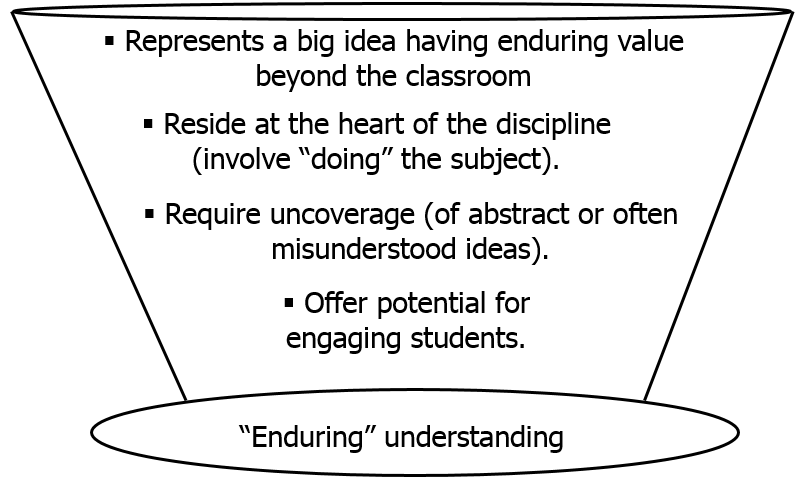 ▪ Represents a big idea having enduring value
beyond the classroom
▪ Reside at the heart of the discipline
(involve “doing” the subject).
▪ Require uncoverage (of abstract or often
misunderstood ideas).
▪ Offer potential for
engaging students.
“Enduring” understanding